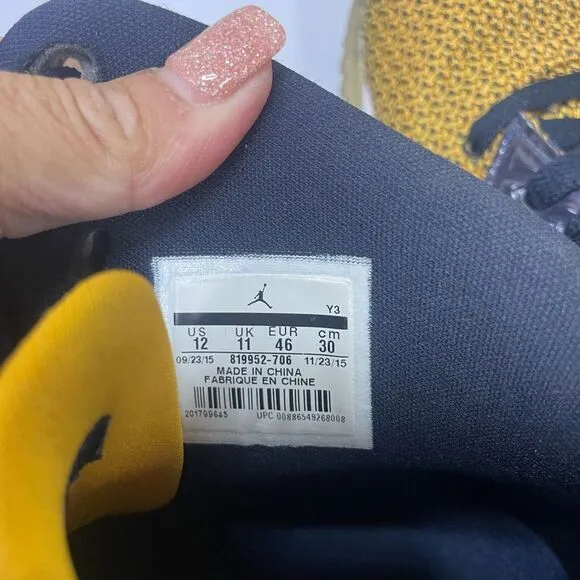 Y3
US UK EUR cm
12 11 46 30
09/23/15 819952-706 11/23/15
MADE IN CHINA
FABRIQUE EN CHINE
201799645 UPC 00886549268008